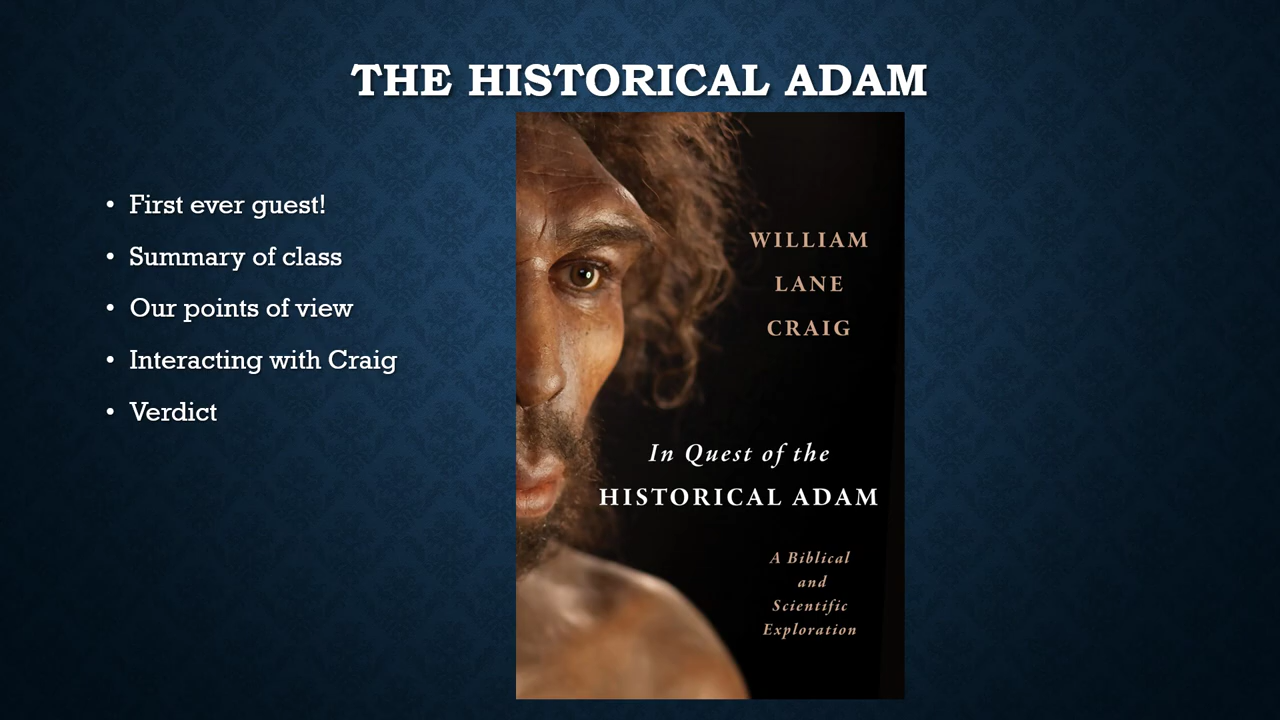 THE HISTORICAL ADAM
• First ever guest!
• Summary of class
• Our points of view
• Interacting with Craig
• Verdict
WILLIAM
LANE
CRAIG
In Quest of the
HISTORICAL ADAM
A Biblical
and
Scientific
Exploration